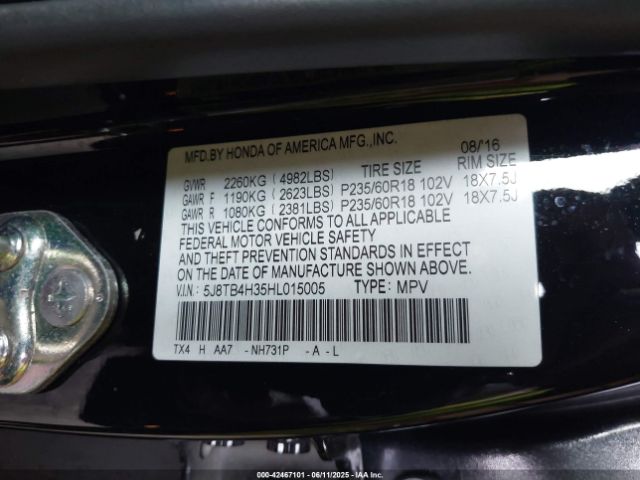 MFD.BY HONDA OF AMERICA MFG.,INC. 08/'16
GVWR 2260KG (4982LBS) TIRE SIZE RIM SIZE
GAWR F 1190KG (2623LBS) P235/60R18 102V 18X7.5J
GAWR R 1080KG (2381LBS) P235/60R18 102V 18X7.5J
THIS VEHICLE CONFORMS TO ALL APPLICABLE
FEDERAL MOTOR VEHICLE SAFETY
AND THEFT PREVENTION STANDARDS IN EFFECT
ON THE DATE OF MANUFACTURE SHOWN ABOVE.
V.I.N.: 5J8TB4H35HL015005 TYPE: MPV
TX4 H AA7 - NH731P - A - L
000-42467101 - 06/11/2025 - IAA Inc.